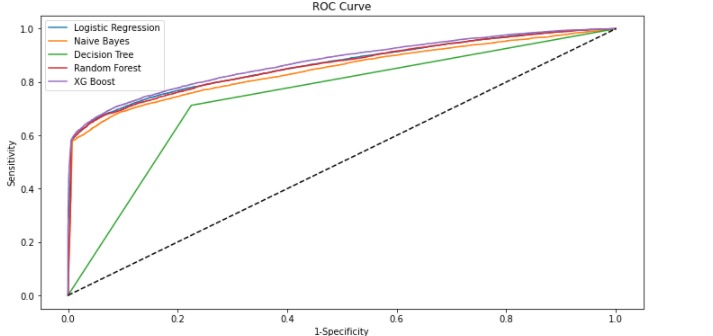 ROC Curve
Logistic Regression
Naive Bayes
Decision Tree
Random Forest
XG Boost
Sensitivity
1.0
0.8
0.6
0.4
0.2
0.0
0.0
0.2
0.4
0.6
0.8
1.0
1-Specificity